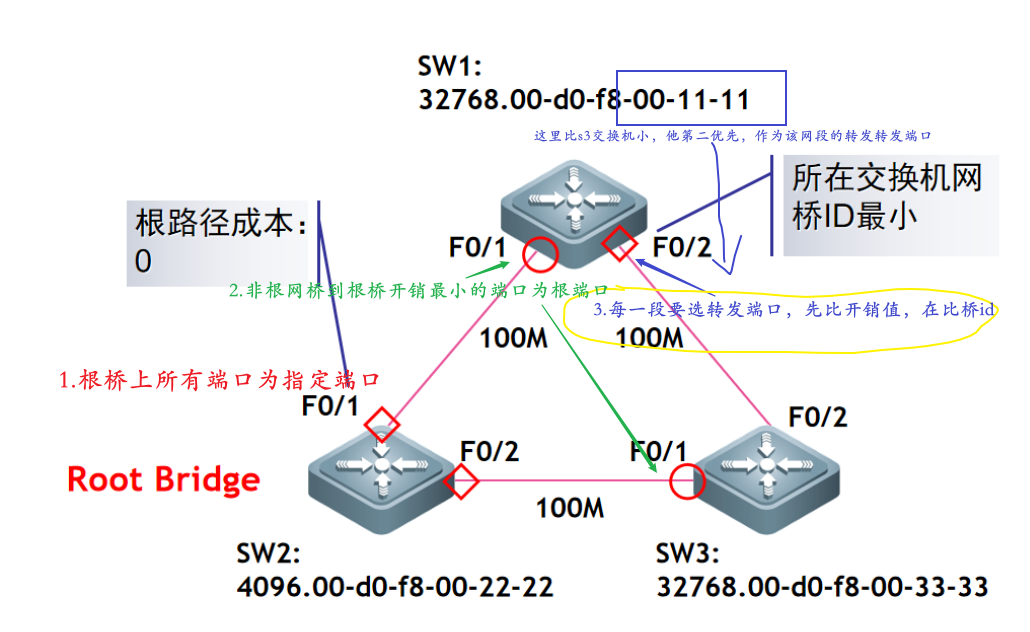 SW1:
32768.00-d0-f8-00-11-11
这里比s3交换机小，他第二优先，作为该网段的转发转发端口
所在交换机网
桥ID最小
根路径成本：
0
F0/1
F0/2
2.非根网桥到根桥开销最小的端口为根端口
3.每一段要选转发端口，先比开销值，在比桥id
100M
100M
1.根桥上所有端口为指定端口
F0/1
F0/2
F0/2
F0/1
Root Bridge
100M
SW2:
4096.00-d0-f8-00-22-22
SW3:
32768.00-d0-f8-00-33-33